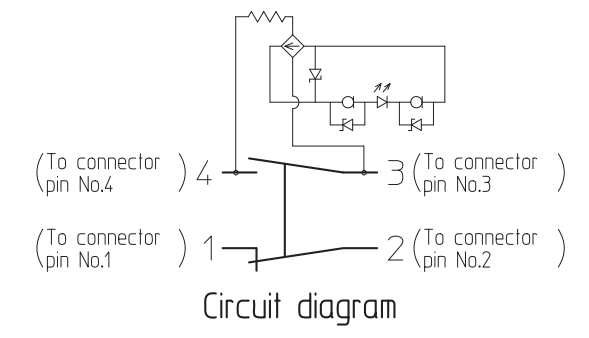 (To connector pin No.4) 4
3 (To connector pin No.3)
(To connector pin No.1) 1
2 (To connector pin No.2)
Circuit diagram